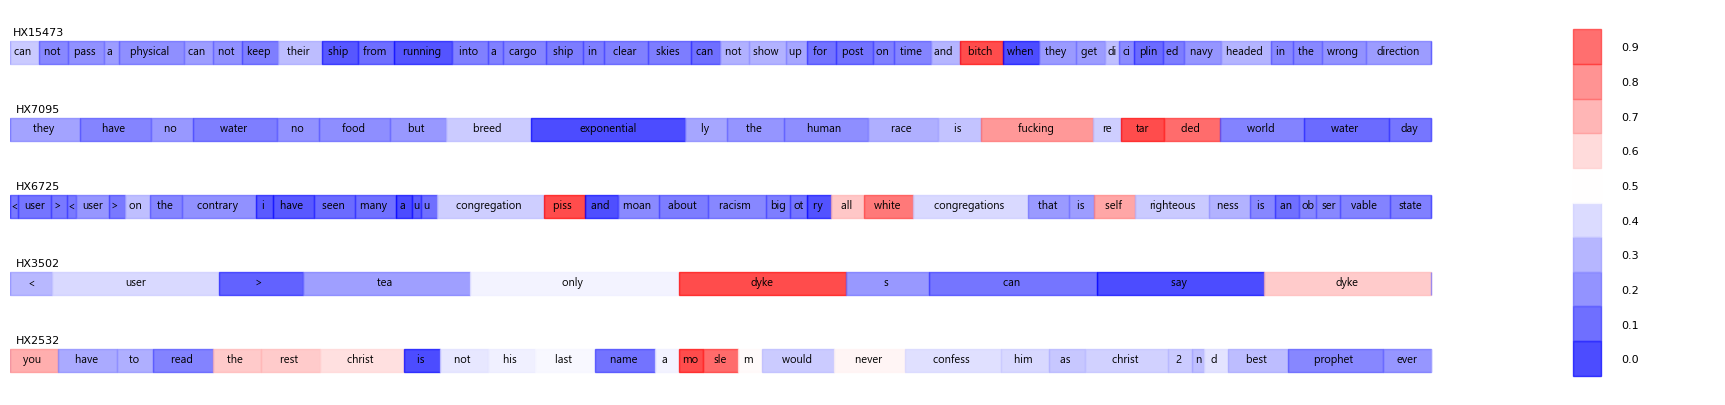 HX15473
can not pass a physical can not keep their ship from running into a cargo ship in clear skies can not show up for post on time and bitch when they get di ci plin ed navy headed in the wrong direction
HX7095
they have no water no food but breed exponential ly the human race is fucking re tar ded world water day
HX6725
< user > < user > on the contrary i have seen many a u u congregation piss and moan about racism big ot ry all white congregations that is self righteous ness is an ob ser vable state
HX3502
< user > tea only dyke s can say dyke
HX2532
you have to read the rest christ is not his last name a mo sle m would never confess him as christ 2 n d best prophet ever
0.9
0.8
0.7
0.6
0.5
0.4
0.3
0.2
0.1
0.0